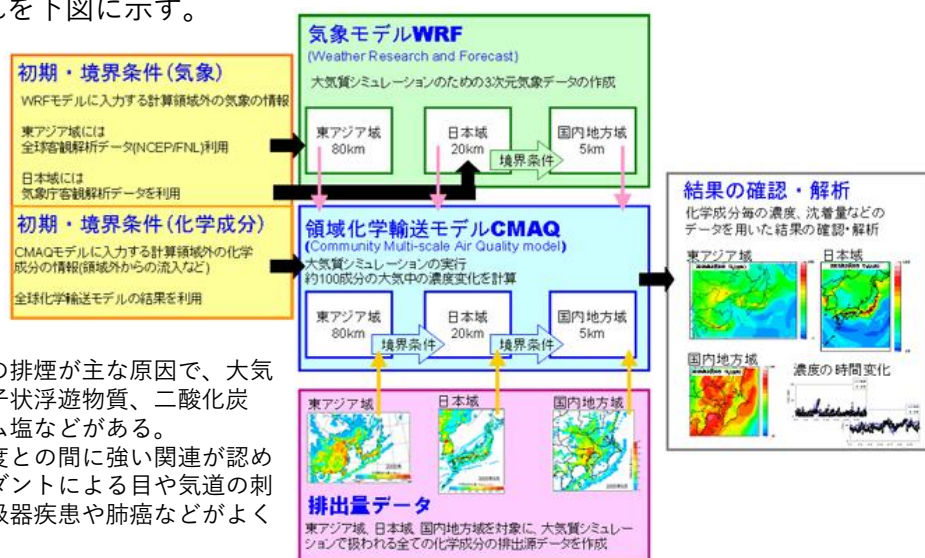 れを下図に示す。
気象モデルWRF
(Weather Research and Forecast)
大気質シミュレーションのための3次元気象データの作成
東アジア域
80km
日本域
20km
境界条件
国内地方域
5km
初期・境界条件(気象)
WRFモデルに入力する計算領域外の気象の情報
東アジア域には
全球客観解析データ(NCEP/FNL)利用
日本域には
気象庁客観解析データを利用
初期・境界条件(化学成分)
CMAQモデルに入力する計算領域外の化学
成分の情報(領域外からの流入など)
全球化学輸送モデルの結果を利用
領域化学輸送モデルCMAQ
(Community Multi-scale Air Quality model)
大気質シミュレーションの実行
約100成分の大気中の濃度変化を計算
東アジア域
80km
境界条件
日本域
20km
境界条件
国内地方域
5km
結果の確認・解析
化学成分毎の濃度、沈着量などの
データを用いた結果の確認・解析
東アジア域
日本域
国内地方域
濃度の時間変化
の排煙が主な原因で、大気
子状浮遊物質、二酸化炭
ム塩などがある。
度との間に強い関連が認め
ダントによる目や気道の刺
吸器疾患や肺癌などがよく
東アジア域
日本域
国内地方域
排出量データ
東アジア域、日本域、国内地方域を対象に、大気質シミュレー
ションで扱われる全ての化学成分の排出源データを作成